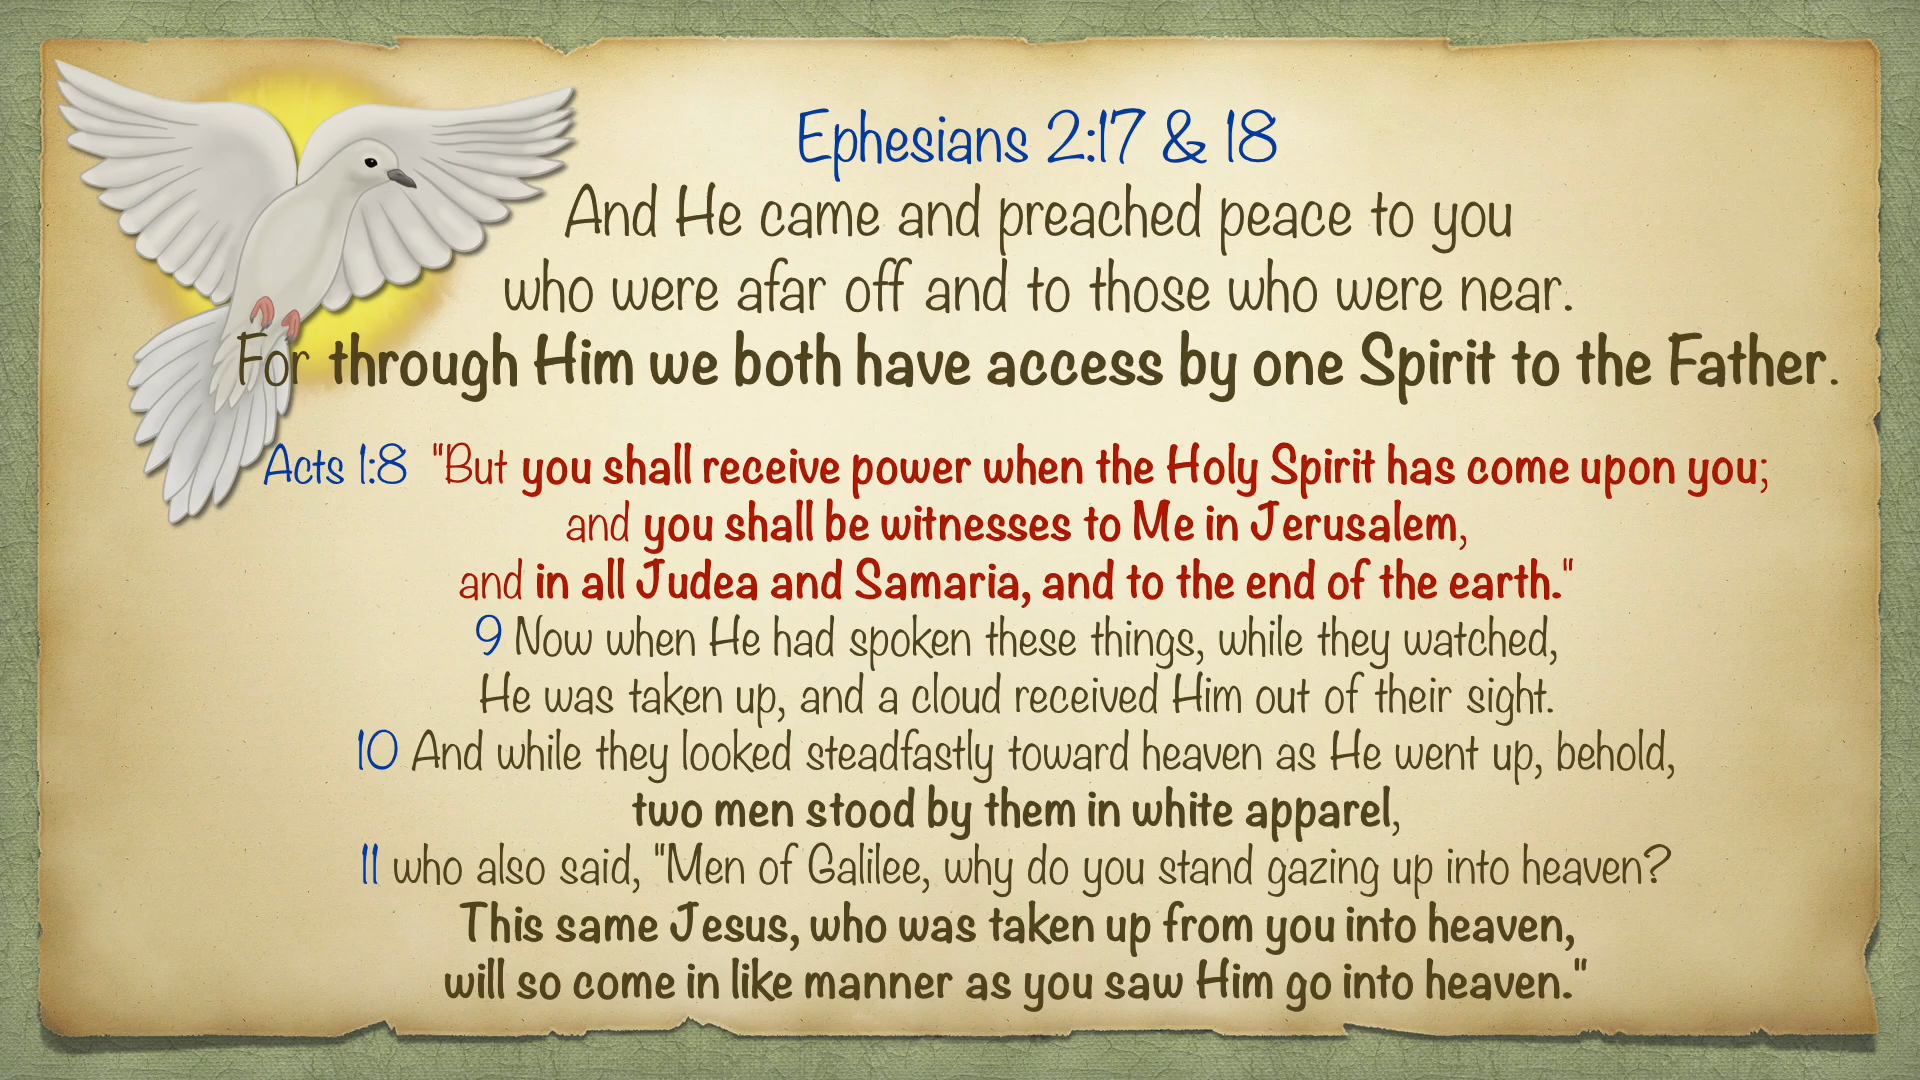 Ephesians 2:17 & 18
And He came and preached peace to you
who were afar off and to those who were near.
For through Him we both have access by one Spirit to the Father.
Acts 1:8 "But you shall receive power when the Holy Spirit has come upon you;
and you shall be witnesses to Me in Jerusalem,
and in all Judea and Samaria, and to the end of the earth."
9 Now when He had spoken these things, while they watched,
He was taken up, and a cloud received Him out of their sight.
10 And while they looked steadfastly toward heaven as He went up, behold,
two men stood by them in white apparel,
11 who also said, "Men of Galilee, why do you stand gazing up into heaven?
This same Jesus, who was taken up from you into heaven,
will so come in like manner as you saw Him go into heaven."